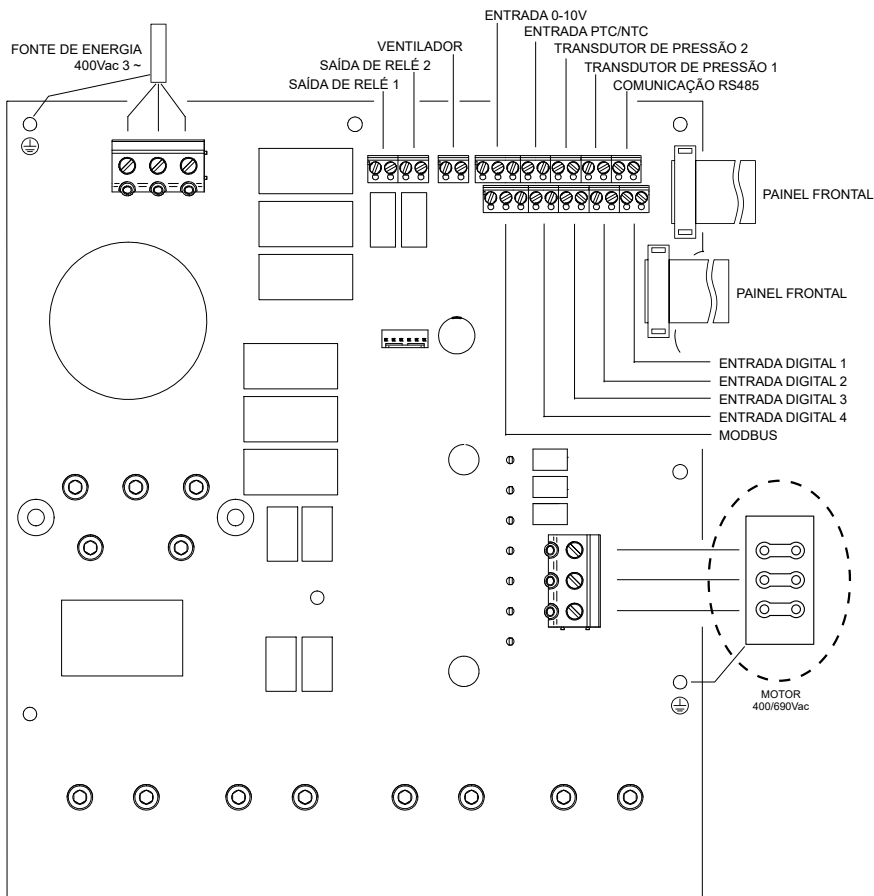 ENTRADA 0-10V
ENTRADA PTC/NTC
FONTE DE ENERGIA
400Vac 3 ~
VENTILADOR
TRANSDUTOR DE PRESSÃO 2
SAÍDA DE RELÉ 2
TRANSDUTOR DE PRESSÃO 1
SAÍDA DE RELÉ 1
COMUNICAÇÃO RS485
PAINEL FRONTAL
PAINEL FRONTAL
ENTRADA DIGITAL 1
ENTRADA DIGITAL 2
ENTRADA DIGITAL 3
ENTRADA DIGITAL 4
MODBUS
MOTOR
400/690Vac